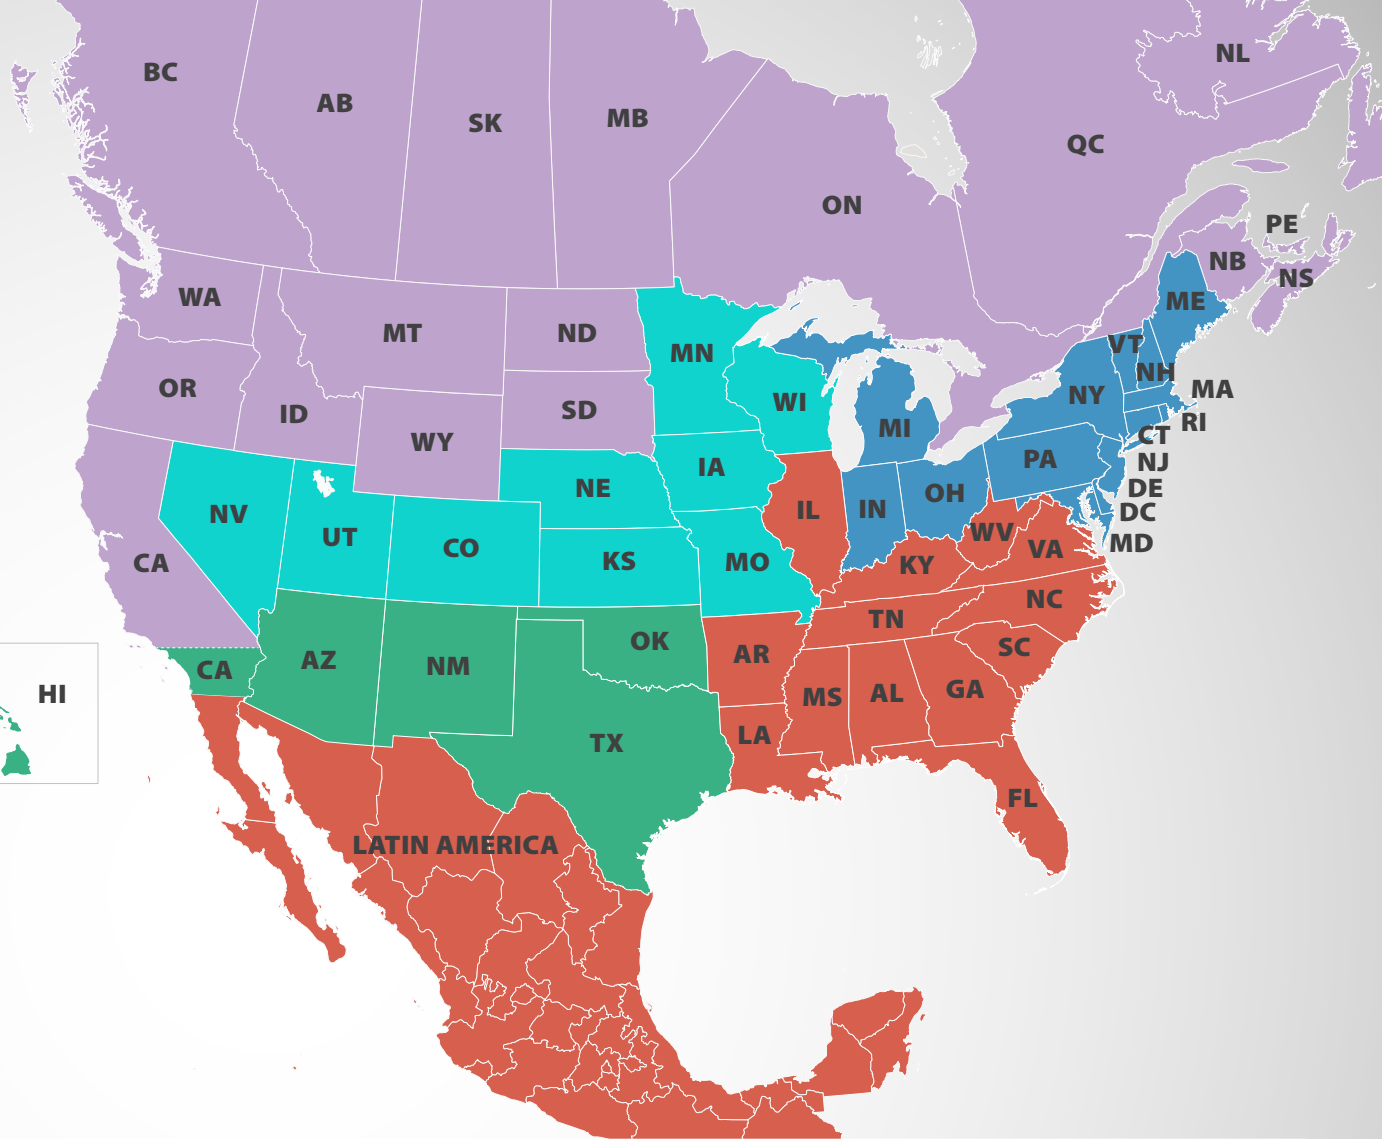 NL
BC
AB
MB
SK
QC
ON
PE
NB
NS
WA
ME
MT
ND
VT
MN
NH
OR
MA
NY
WI
SD
ID
RI
MI
WY
CT
PA
NJ
IA
NE
DE
OH
IL
IN
DC
NV
WV
UT
MD
CO
VA
KS
MO
CA
KY
NC
TN
OK
SC
AR
AZ
NM
CA
GA
HI
AL
MS
LA
TX
FL
LATIN AMERICA